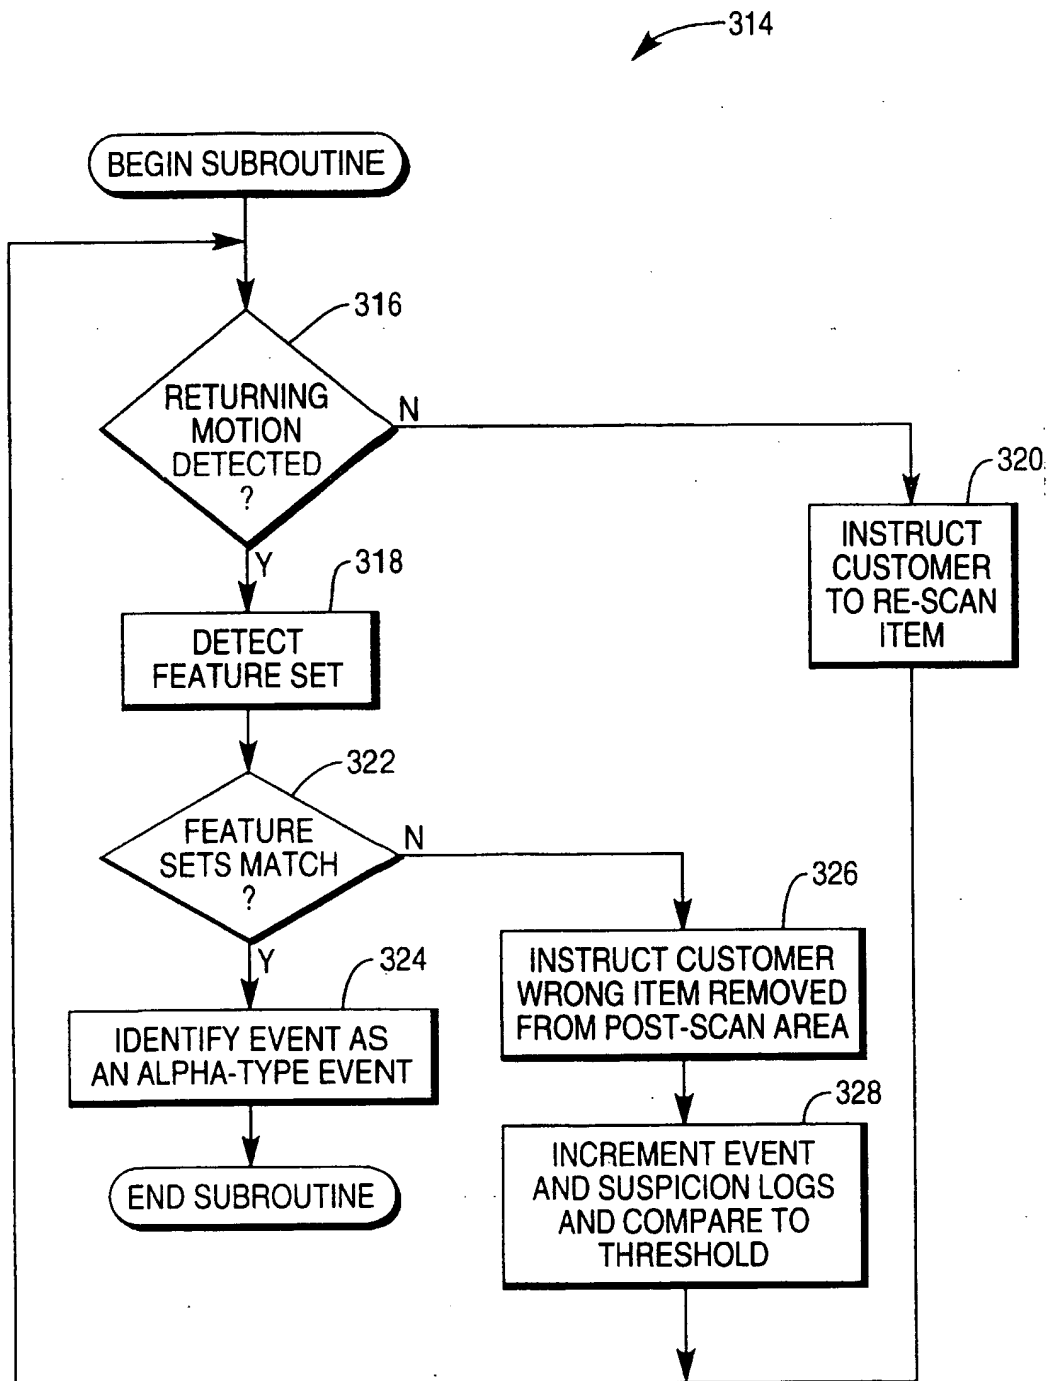 314
BEGIN SUBROUTINE
316
RETURNING
MOTION
DETECTED
?
N
Y
320
INSTRUCT
CUSTOMER
TO RE-SCAN
ITEM
318
DETECT
FEATURE SET
322
FEATURE
SETS MATCH
?
N
Y
326
INSTRUCT CUSTOMER
WRONG ITEM REMOVED
FROM POST-SCAN AREA
324
IDENTIFY EVENT AS
AN ALPHA-TYPE EVENT
328
INCREMENT EVENT
AND SUSPICION LOGS
AND COMPARE TO
THRESHOLD
END SUBROUTINE